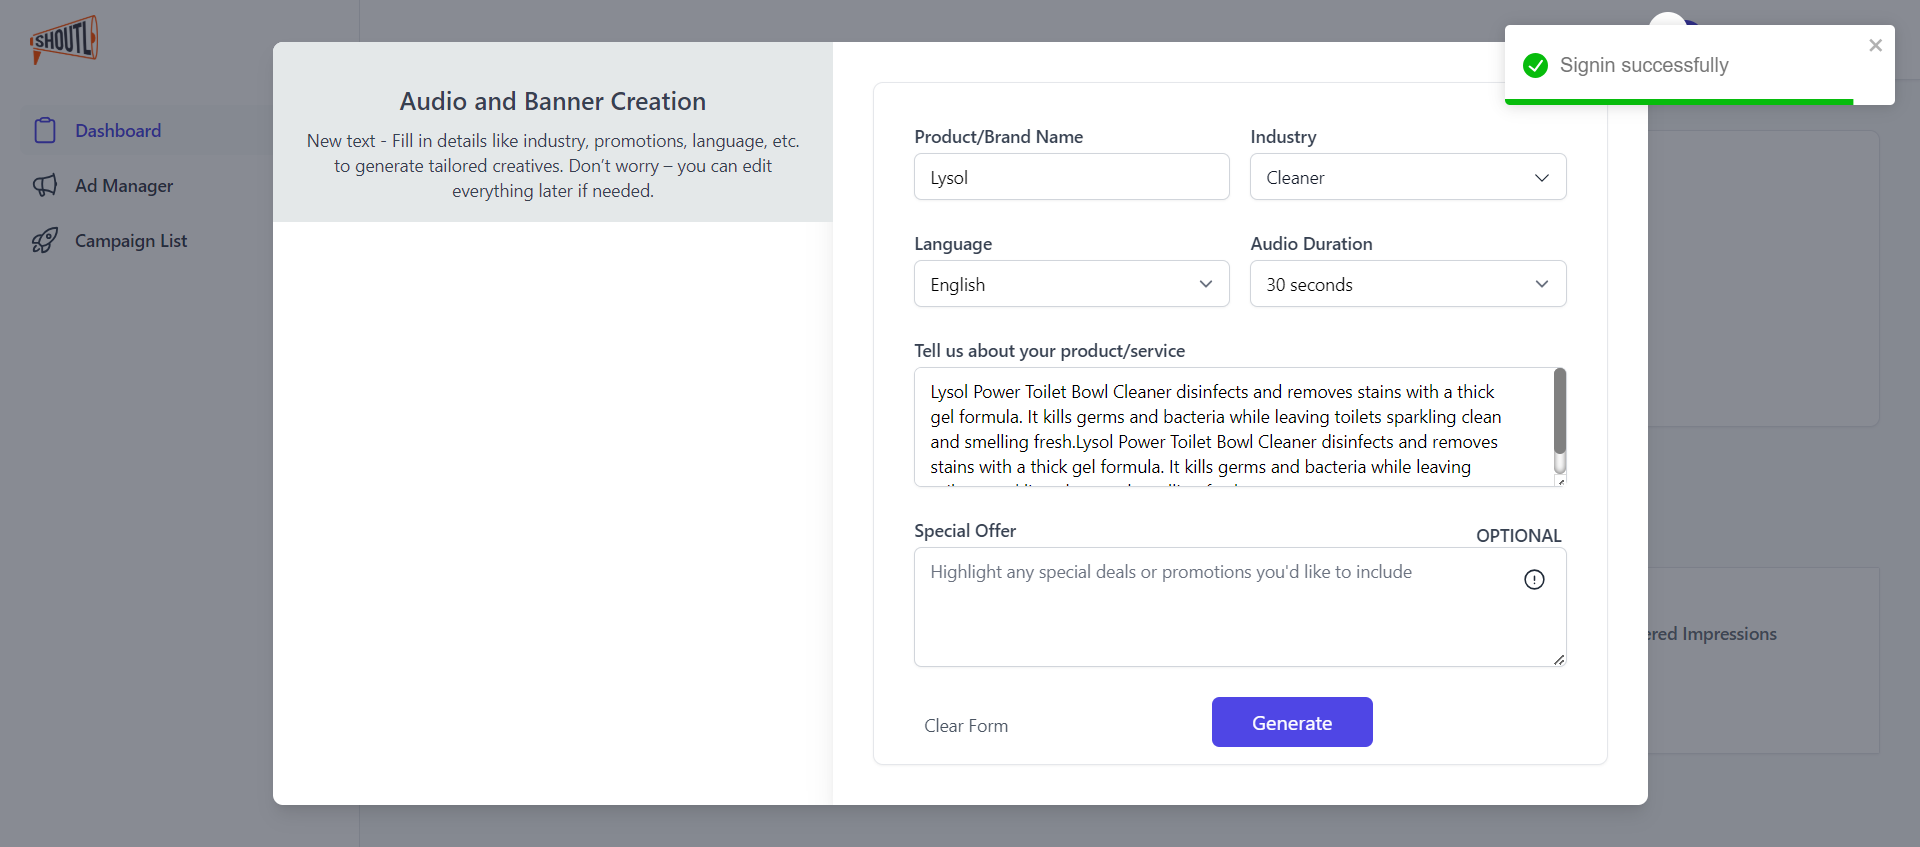 SHOUTL
Dashboard
Ad Manager
Campaign List
Audio and Banner Creation
New text - Fill in details like industry, promotions, language, etc.
to generate tailored creatives. Don’t worry – you can edit
everything later if needed.
Signin successfully
Product/Brand Name
Industry
Lysol
Cleaner
Language
Audio Duration
English
30 seconds
Tell us about your product/service
Lysol Power Toilet Bowl Cleaner disinfects and removes stains with a thick
gel formula. It kills germs and bacteria while leaving toilets sparkling clean
and smelling fresh.Lysol Power Toilet Bowl Cleaner disinfects and removes
stains with a thick gel formula. It kills germs and bacteria while leaving
Special Offer
OPTIONAL
Highlight any special deals or promotions you'd like to include
Clear Form
Generate
ered Impressions